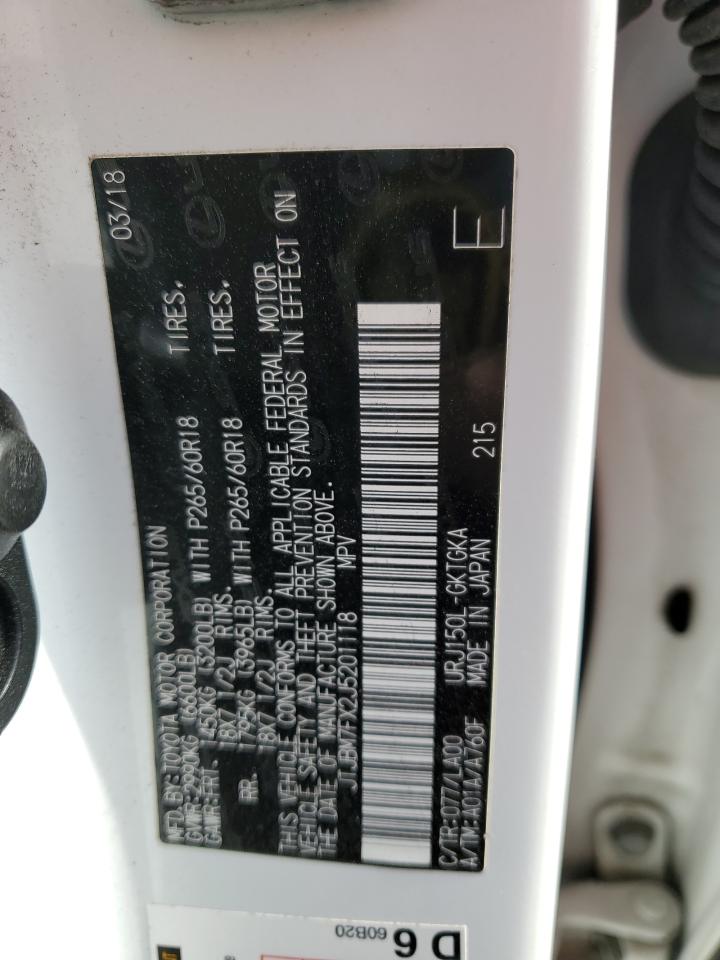 MFD.BY:TOYOTA MOTOR CORPORATION 03/18
GVWR:2990KG (6600LB)
GAWR:FRT. 1450KG (3200LB) WITH P265/60R18 TIRES.
18X7 1/2J RIMS.
RR. 1795KG (3965LB) WITH P265/60R18 TIRES.
18X7 1/2J RIMS.
THIS VEHICLE CONFORMS TO ALL APPLICABLE FEDERAL MOTOR
VEHICLE SAFETY AND THEFT PREVENTION STANDARDS IN EFFECT ON
THE DATE OF MANUFACTURE SHOWN ABOVE.
JTJBM7FX2J5201118 MPV
C/TR:077/LA00 URJ150L-GKTGKA
A/TM: /A760F MADE IN JAPAN 215 E
D 6
60B20